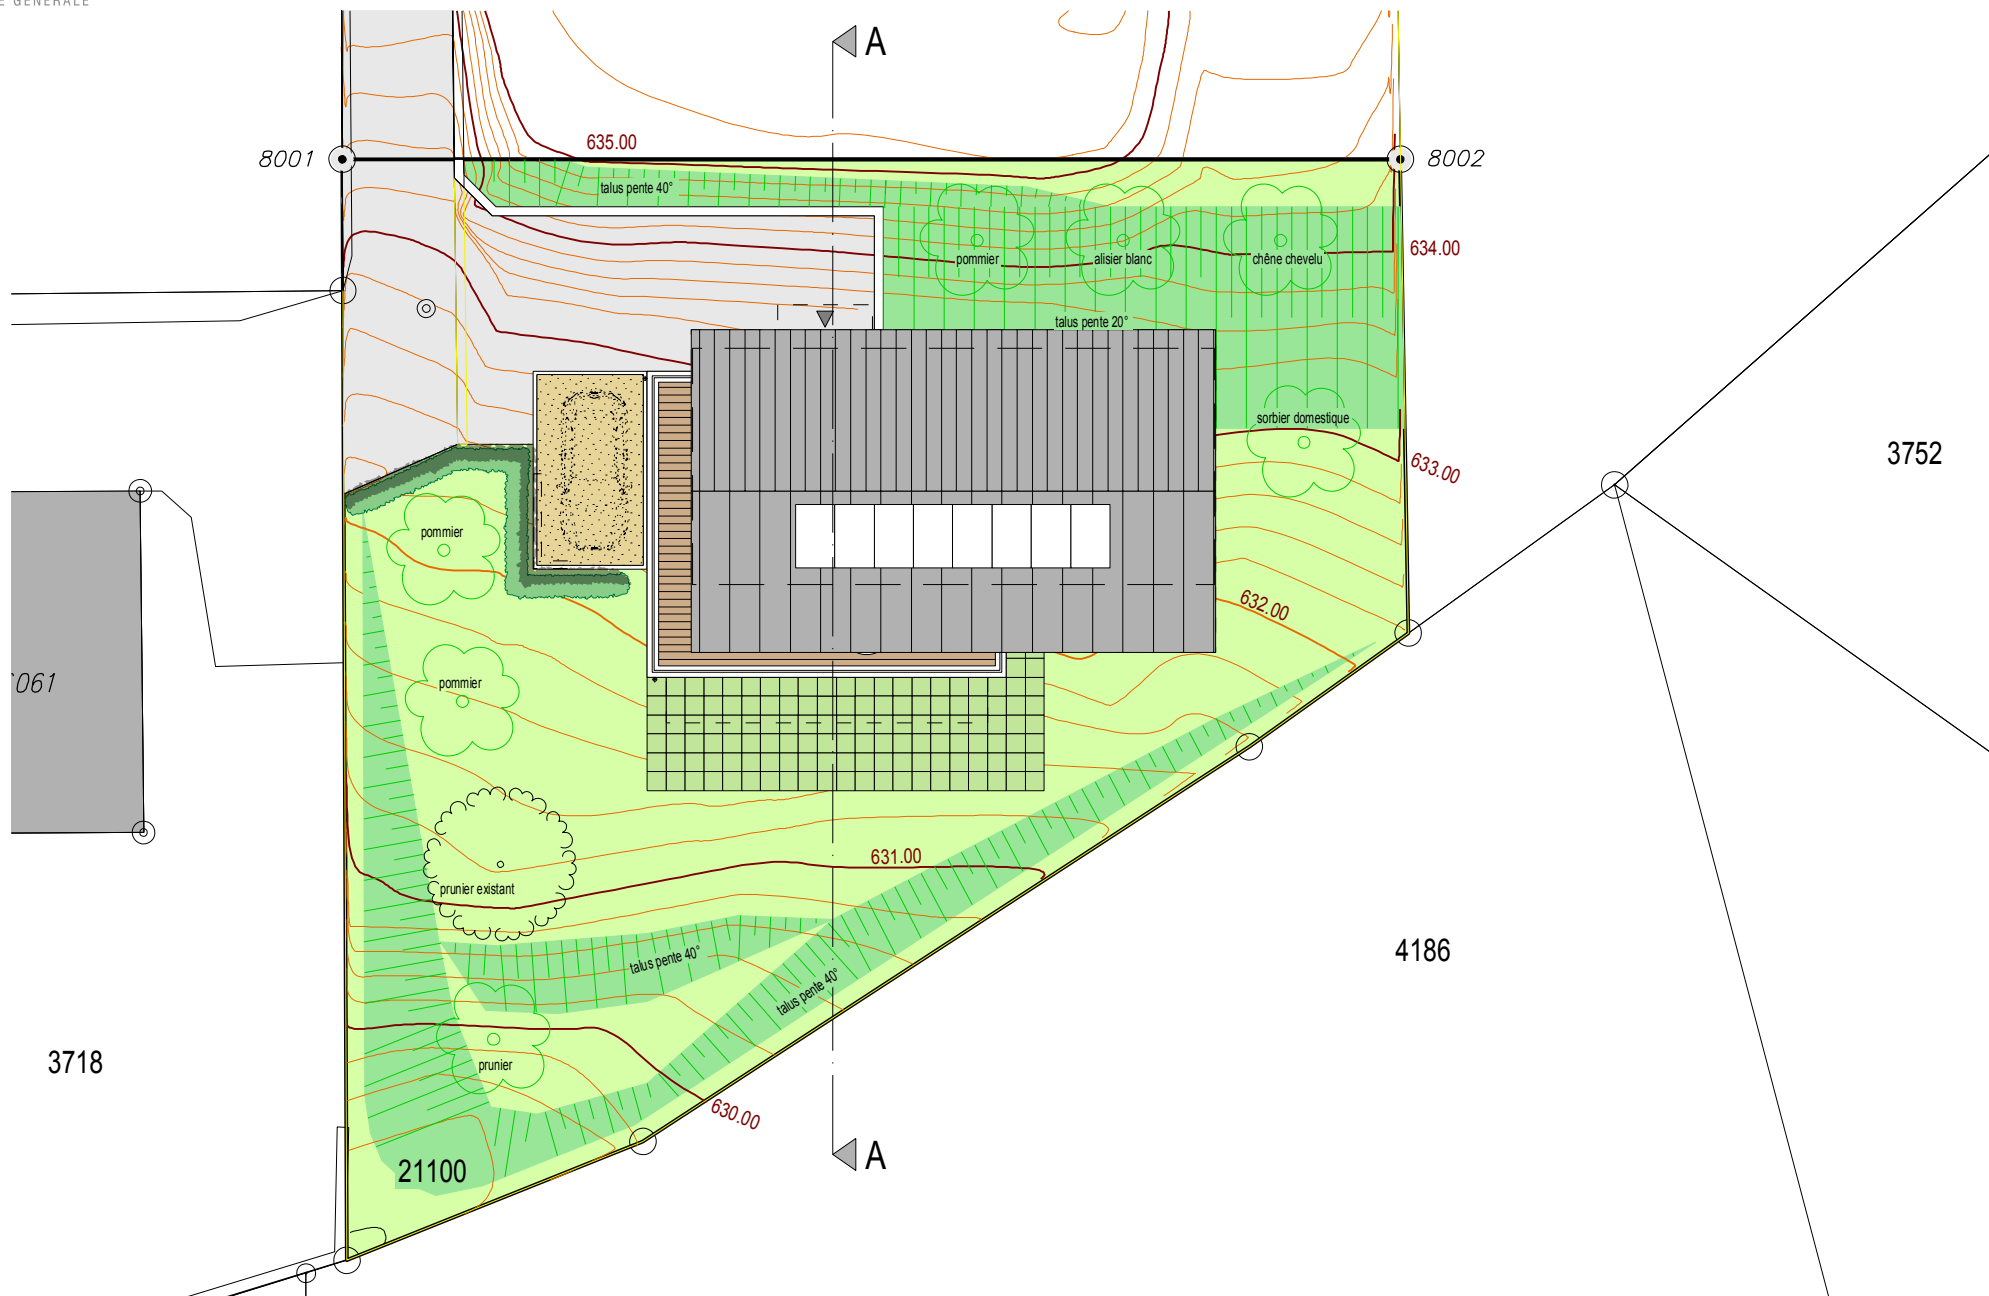 E GÉNÉRALE
A
635.00
8001
8002
talus pente 40°
634.00
pommier
alisier blanc
chêne chevelu
talus pente 20°
sorbier domestique
633.00
3752
pommier
632.00
061
pommier
631.00
prunier existant
4186
talus pente 40°
talus pente 40°
3718
prunier
630.00
A
21100